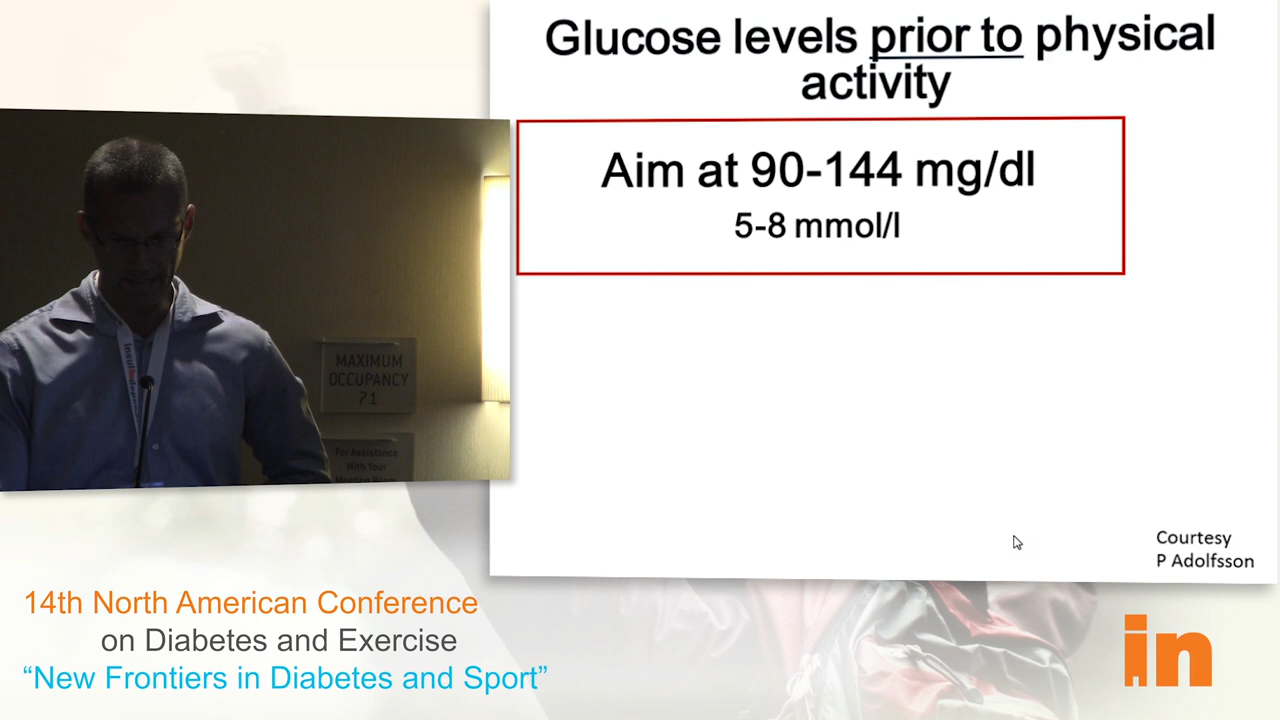 Glucose levels prior to physical
activity
Aim at 90-144 mg/dl
5-8 mmol/l
MAXIMUM
OCCUPANCY
71
For Assistance
With Your
Courtesy
P Adolfsson
14th North American Conference
on Diabetes and Exercise
“New Frontiers in Diabetes and Sport”
in